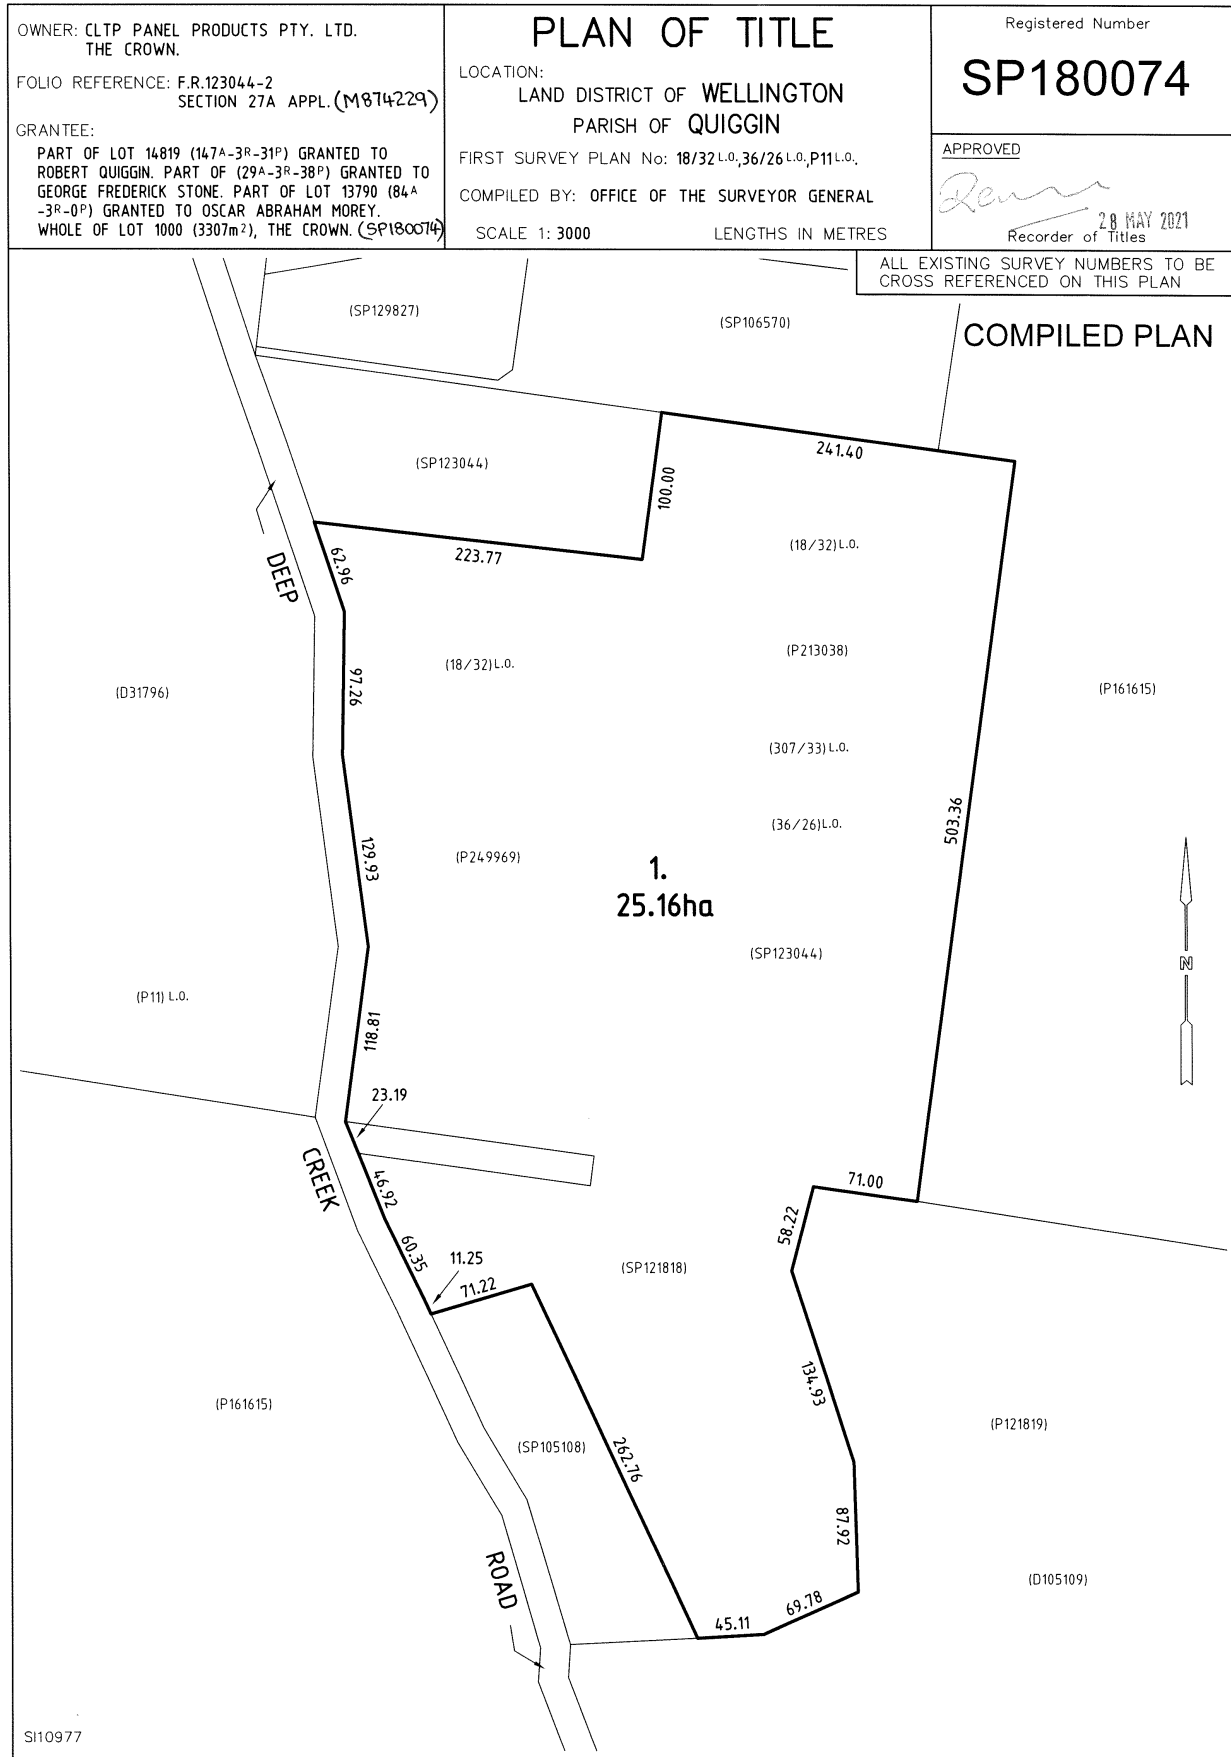 OWNER: CLTP PANEL PRODUCTS PTY. LTD.
THE CROWN.
FOLIO REFERENCE: F.R.123044-2
SECTION 27A APPL. (M874229)
GRANTEE:
PART OF LOT 14819 (147A-3R-31P) GRANTED TO
ROBERT QUIGGIN. PART OF (29A-3R-38P) GRANTED TO
GEORGE FREDERICK STONE. PART OF LOT 13790 (84A
-3R-0P) GRANTED TO OSCAR ABRAHAM MOREY.
WHOLE OF LOT 1000 (3307m²), THE CROWN. (SP180074)
PLAN OF TITLE
LOCATION:
LAND DISTRICT OF WELLINGTON
PARISH OF QUIGGIN
FIRST SURVEY PLAN No: 18/32 L.O.,36/26 L.O.,P11 L.O.,
COMPILED BY: OFFICE OF THE SURVEYOR GENERAL
SCALE 1: 3000 LENGTHS IN METRES
Registered Number
SP180074
APPROVED
28 MAY 2021
Recorder of Titles
ALL EXISTING SURVEY NUMBERS TO BE
CROSS REFERENCED ON THIS PLAN
COMPILED PLAN
(SP129827)
(SP106570)
241.40
(SP123044)
100.00
223.77
(18/32)L.O.
62.96
DEEP
(P213038)
(18/32)L.O.
97.26
(D31796)
(P161615)
(307/33)L.O.
503.36
(36/26)L.O.
129.93
(P249969)
1.
25.16ha
(SP123044)
N
(P11) L.O.
118.81
23.19
CREEK
46.92
71.00
58.22
60.35
11.25
71.22
(SP121818)
134.93
(P161615)
(P121819)
(SP105108)
262.76
87.92
ROAD
(D105109)
69.78
45.11
SI10977